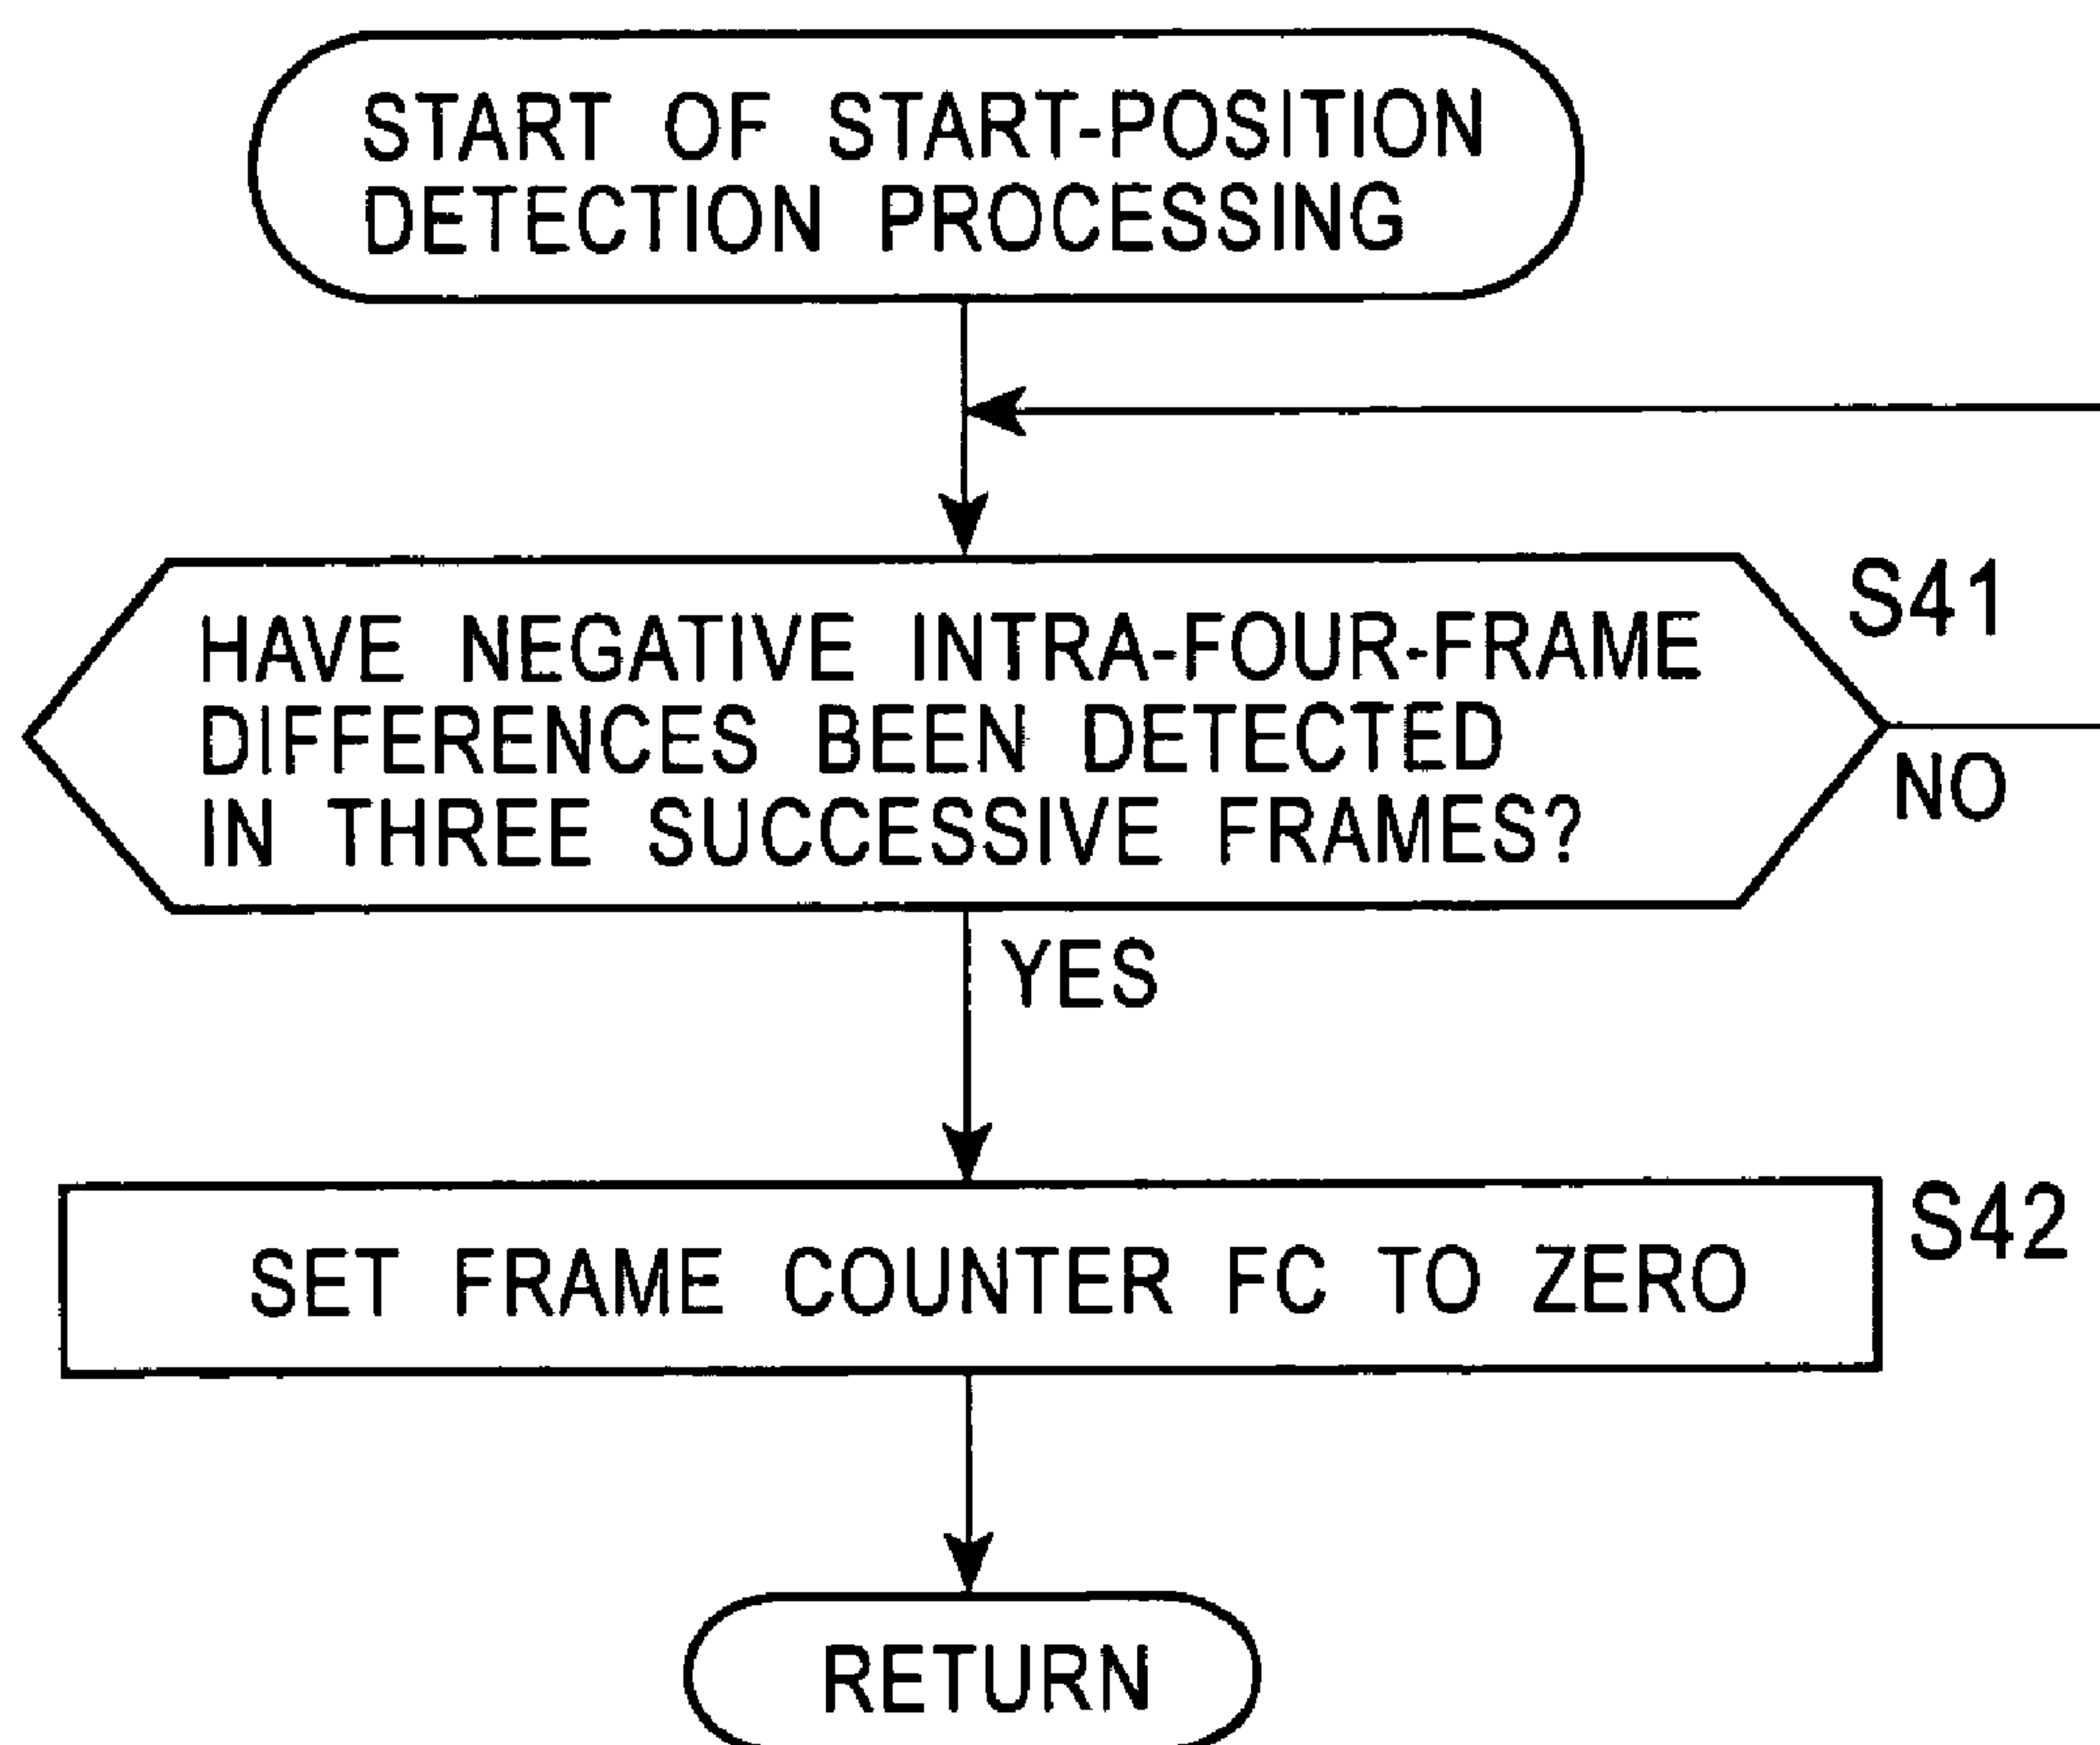 START OF START-POSITION
DETECTION PROCESSING
HAVE NEGATIVE INTRA-FOUR-FRAME
DIFFERENCES BEEN DETECTED
IN THREE SUCCESSIVE FRAMES?
S41
NO
YES
SET FRAME COUNTER FC TO ZERO
S42
RETURN